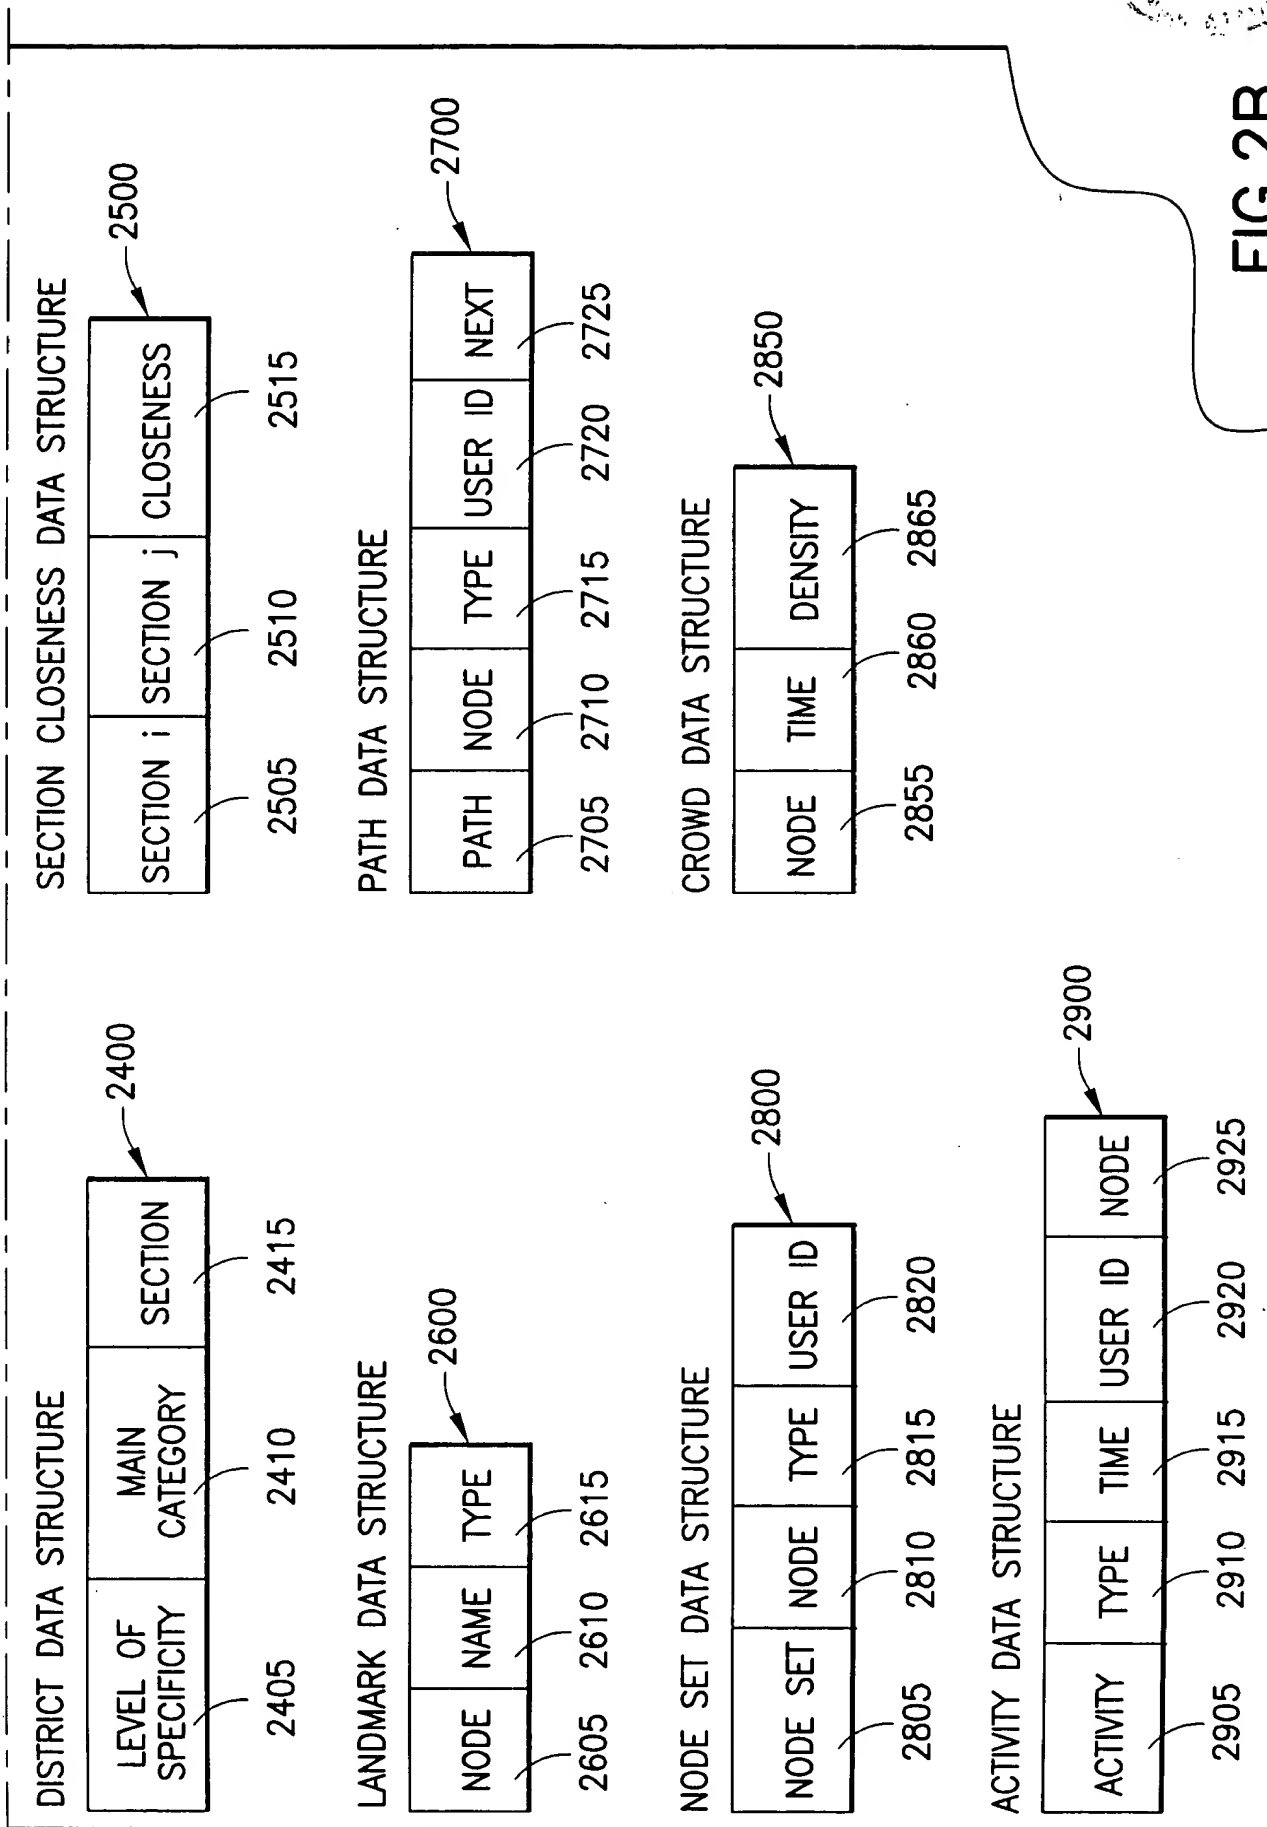 DISTRICT DATA STRUCTURE
LEVEL OF
SPECIFICITY
MAIN
CATEGORY
SECTION
2400
2405
2410
2415
SECTION CLOSENESS DATA STRUCTURE
SECTION i
SECTION j
CLOSENESS
2500
2505
2510
2515
LANDMARK DATA STRUCTURE
NODE
NAME
TYPE
2600
2605
2610
2615
PATH DATA STRUCTURE
PATH
NODE
TYPE
USER ID
NEXT
2700
2705
2710
2715
2720
2725
NODE SET DATA STRUCTURE
NODE SET
NODE
TYPE
USER ID
2800
2805
2810
2815
2820
CROWD DATA STRUCTURE
NODE
TIME
DENSITY
2850
2855
2860
2865
ACTIVITY DATA STRUCTURE
ACTIVITY
TYPE
TIME
USER ID
NODE
2900
2905
2910
2915
2920
2925
FIG 2B